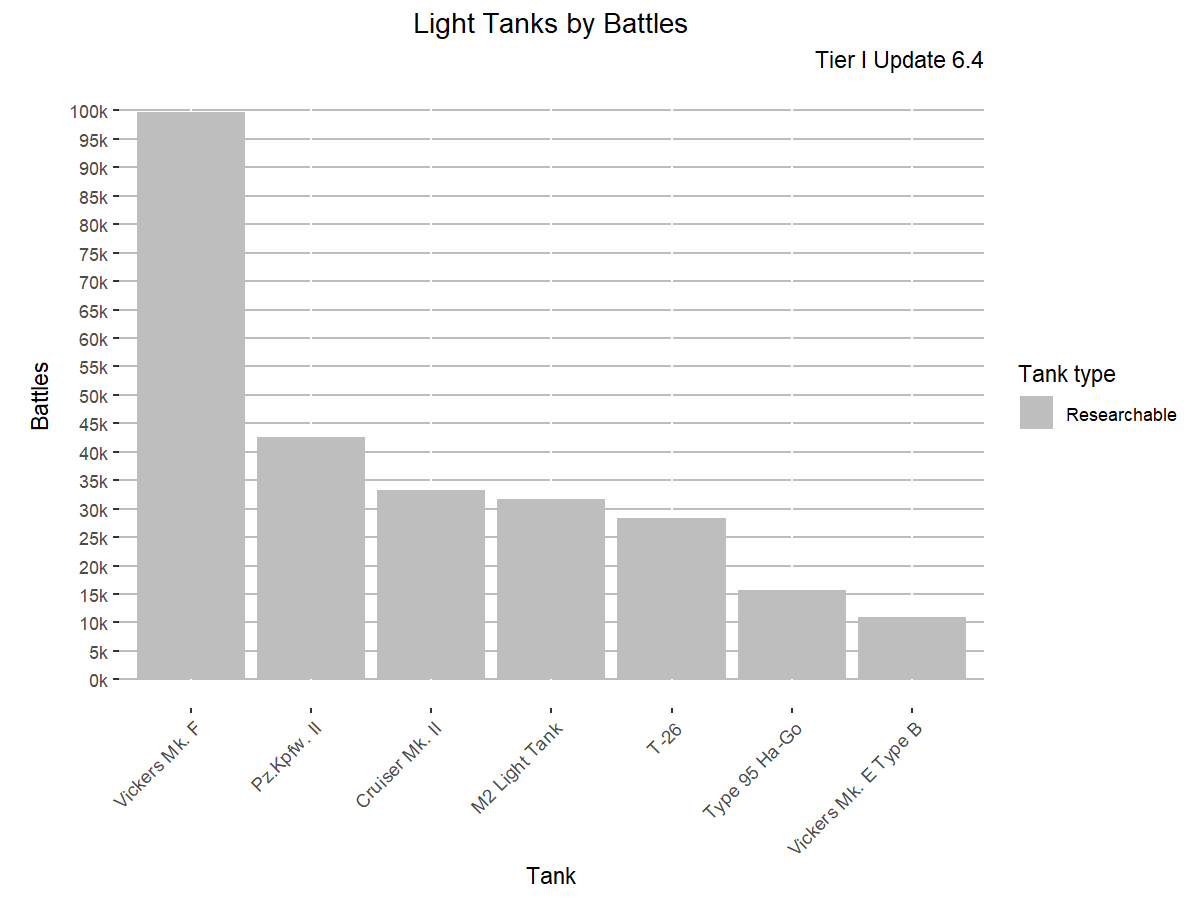 Light Tanks by Battles
Tier I Update 6.4
100k
95k
90k
85k
80k
75k
70k
65k
60k
55k
50k
45k
40k
35k
30k
25k
20k
15k
10k
5k
0k
Battles
Vickers Mk. F
Pz.Kpfw. II
Cruiser Mk. II
M2 Light Tank
T-26
Type 95 Ha-Go
Vickers Mk. E Type B
Tank
Tank type
Researchable